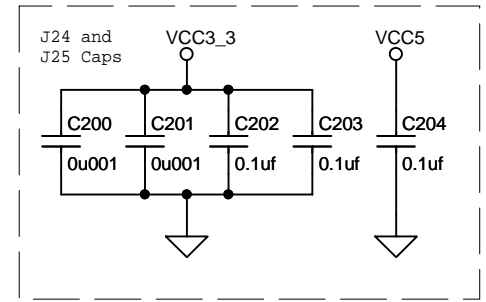 J24 and
J25 Caps
VCC3_3
VCC5
C200
C201
C202
C203
C204
0u001
0u001
0.1uf
0.1uf
0.1uf